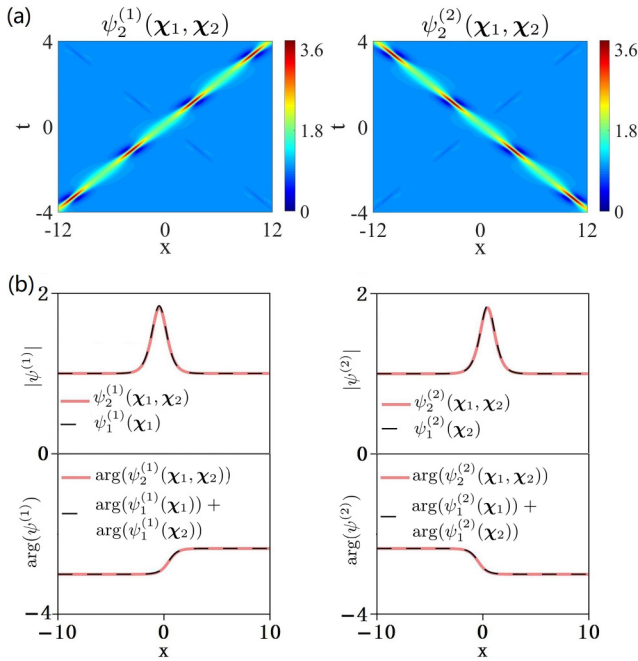 (a) ψ₂⁽¹⁾(χ₁, χ₂) ψ₂⁽²⁾(χ₁, χ₂)
4 3.6 4 3.6
t 0 1.8 t 0 1.8
-4 0 -4 0
-12 0 12 -12 0 12
x x
(b)
2 2
|ψ⁽¹⁾| |ψ⁽²⁾|
ψ₂⁽¹⁾(χ₁, χ₂) ψ₂⁽²⁾(χ₁, χ₂)
ψ₁⁽¹⁾(χ₁) ψ₁⁽²⁾(χ₂)
0 0
arg(ψ⁽¹⁾) arg(ψ⁽²⁾)
arg(ψ₂⁽¹⁾(χ₁, χ₂)) arg(ψ₂⁽²⁾(χ₁, χ₂))
arg(ψ₁⁽¹⁾(χ₁)) + arg(ψ₁⁽²⁾(χ₁)) +
arg(ψ₁⁽¹⁾(χ₂)) arg(ψ₁⁽²⁾(χ₂))
−4 −4
−10 0 10 −10 0 10
x x